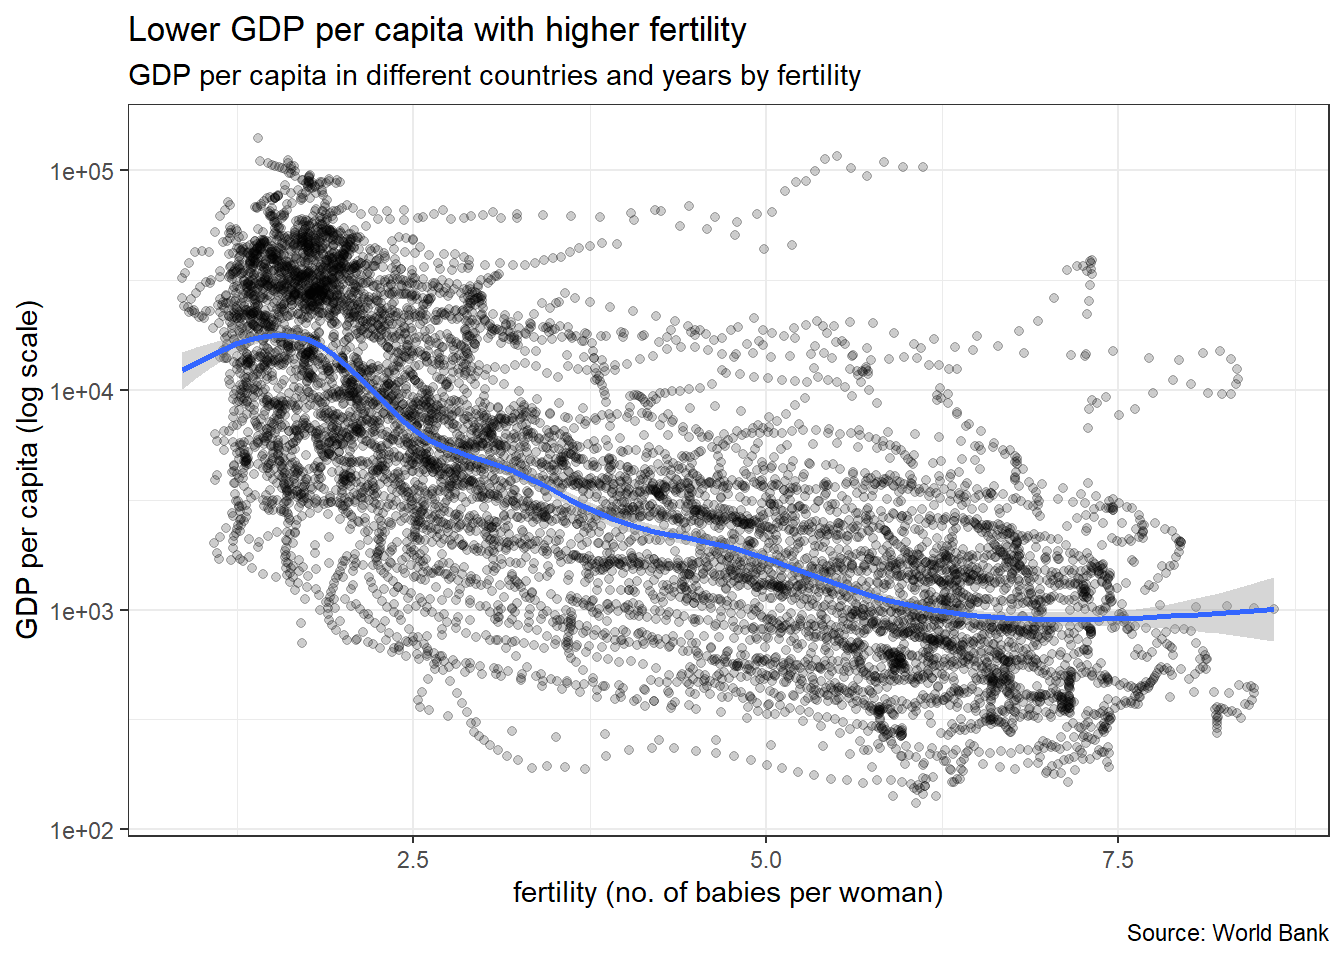 Lower GDP per capita with higher fertility
GDP per capita in different countries and years by fertility
GDP per capita (log scale)
1e+05
1e+04
1e+03
1e+02
2.5
5.0
7.5
fertility (no. of babies per woman)
Source: World Bank